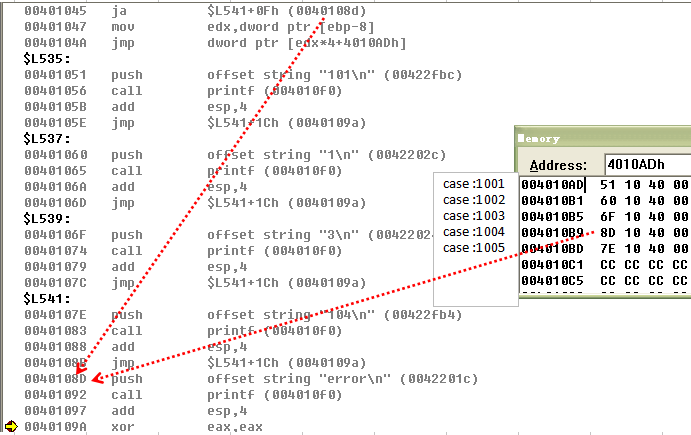 00401045 ja $L541+0Fh (0040108d)
00401047 mov edx,dword ptr [ebp-8]
0040104A jmp dword ptr [edx*4+4010ADh]
$L535:
00401051 push offset string "101\n" (00422fbc)
00401056 call printf (004010f0)
0040105B add esp,4
0040105E jmp $L541+1Ch (0040109a)
$L537:
00401060 push offset string "1\n" (0042202c)
00401065 call printf (004010f0)
0040106A add esp,4
0040106D jmp $L541+1Ch (0040109a)
$L539:
0040106F push offset string "3\n" (0042202
00401074 call printf (004010f0)
00401079 add esp,4
0040107C jmp $L541+1Ch (0040109a)
$L541:
0040107E push offset string "104\n" (00422fb4)
00401083 call printf (004010f0)
00401088 add esp,4
0040108B jmp $L541+1Ch (0040109a)
0040108D push offset string "error\n" (0042201c)
00401092 call printf (004010f0)
00401097 add esp,4
0040109A xor eax,eax
case :1001
case :1002
case :1003
case :1004
case :1005
Memory
Address: 4010ADh
004010AD 51 10 40 00
004010B1 60 10 40 00
004010B5 6F 10 40 00
004010B9 8D 10 40 00
004010BD 7E 10 40 00
004010C1 CC CC CC CC
004010C5 CC CC CC CC